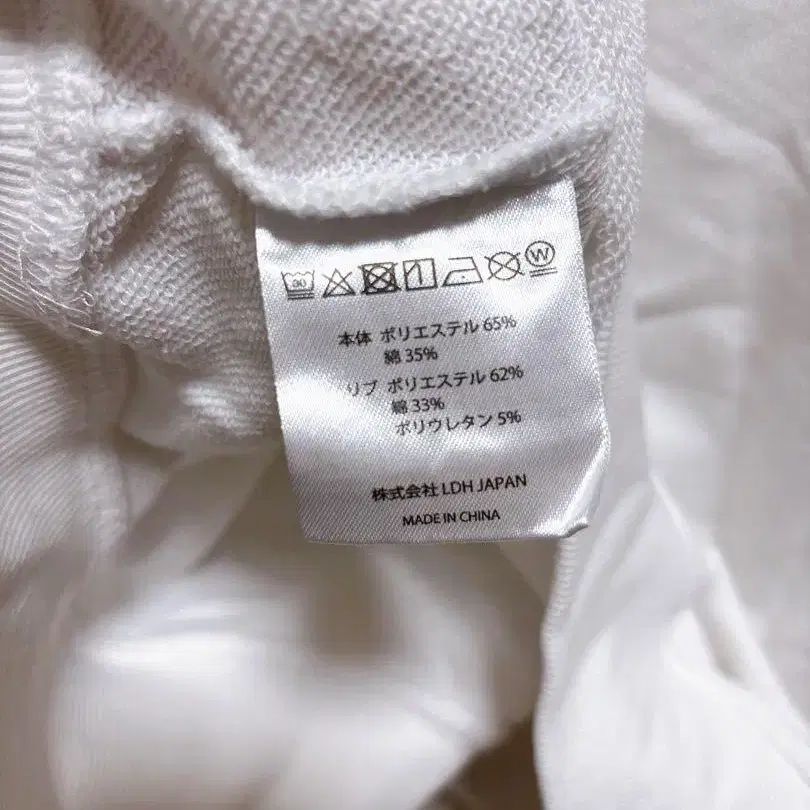 30
W
本体 ポリエステル 65%
綿 35%
リブ ポリエステル 62%
綿 33%
ポリウレタン 5%
株式会社 LDH JAPAN
MADE IN CHINA